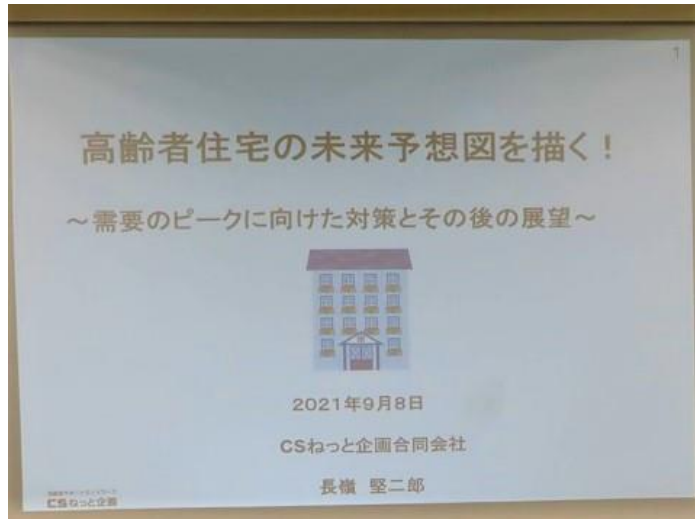 1
高齢者住宅の未来予想図を描く！
～需要のピークに向けた対策とその後の展望～
2021年9月8日
CSねっと企画合同会社
長嶺 堅二郎
CSねっと企画